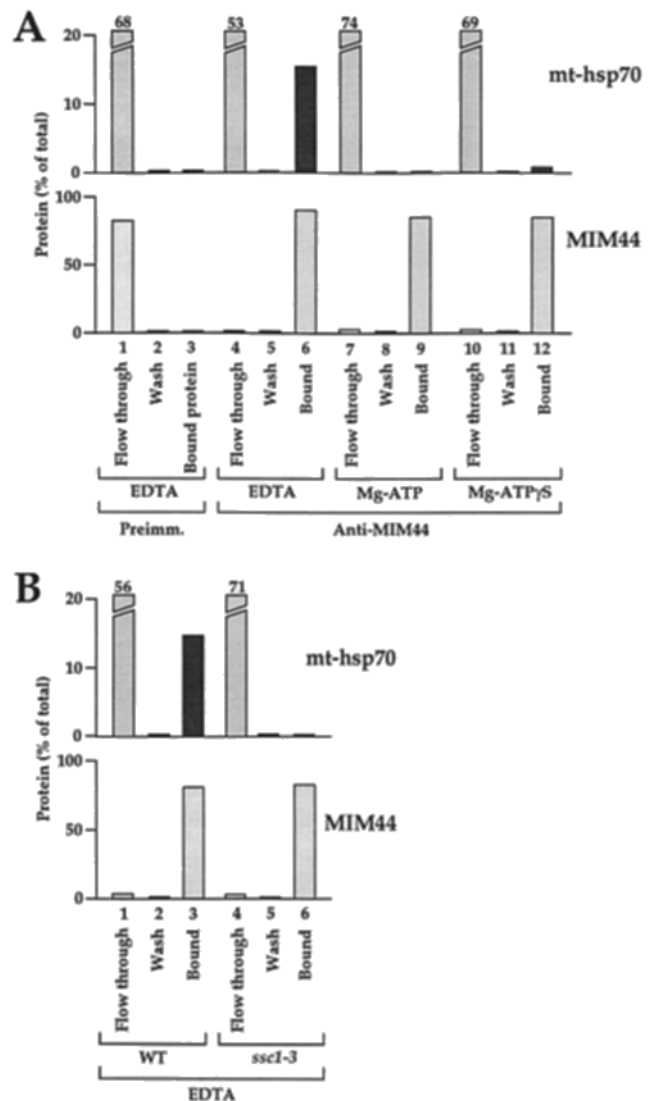 A
68 53 74 69
20
10
0
mt-hsp70
Protein (% of total)
100
50
0
MIM44
1 2 3 4 5 6 7 8 9 10 11 12
Flow through
Wash
Bound protein
Flow through
Wash
Bound
Flow through
Wash
Bound
Flow through
Wash
Bound
EDTA EDTA Mg-ATP Mg-ATPγS
Preimm. Anti-MIM44
B
56 71
20
10
0
mt-hsp70
Protein (% of total)
100
50
0
MIM44
1 2 3 4 5 6
Flow through
Wash
Bound
Flow through
Wash
Bound
WT ssc1-3
EDTA